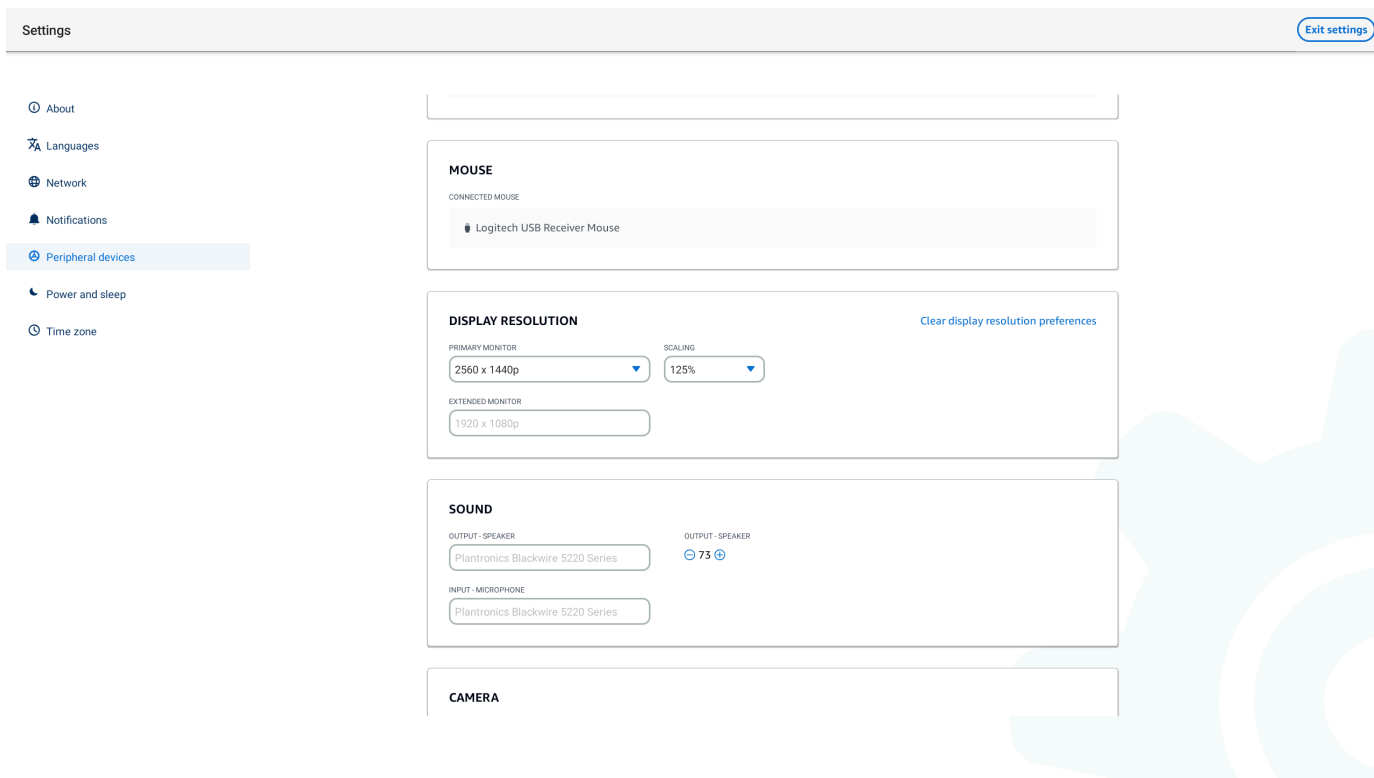 Settings
Exit settings
About
Languages
Network
Notifications
Peripheral devices
Power and sleep
Time zone
MOUSE
CONNECTED MOUSE
Logitech USB Receiver Mouse
DISPLAY RESOLUTION
Clear display resolution preferences
PRIMARY MONITOR
SCALING
2560 x 1440p
125%
EXTENDED MONITOR
1920 x 1080p
SOUND
OUTPUT - SPEAKER
OUTPUT - SPEAKER
Plantronics Blackwire 5220 Series
73
INPUT - MICROPHONE
Plantronics Blackwire 5220 Series
CAMERA